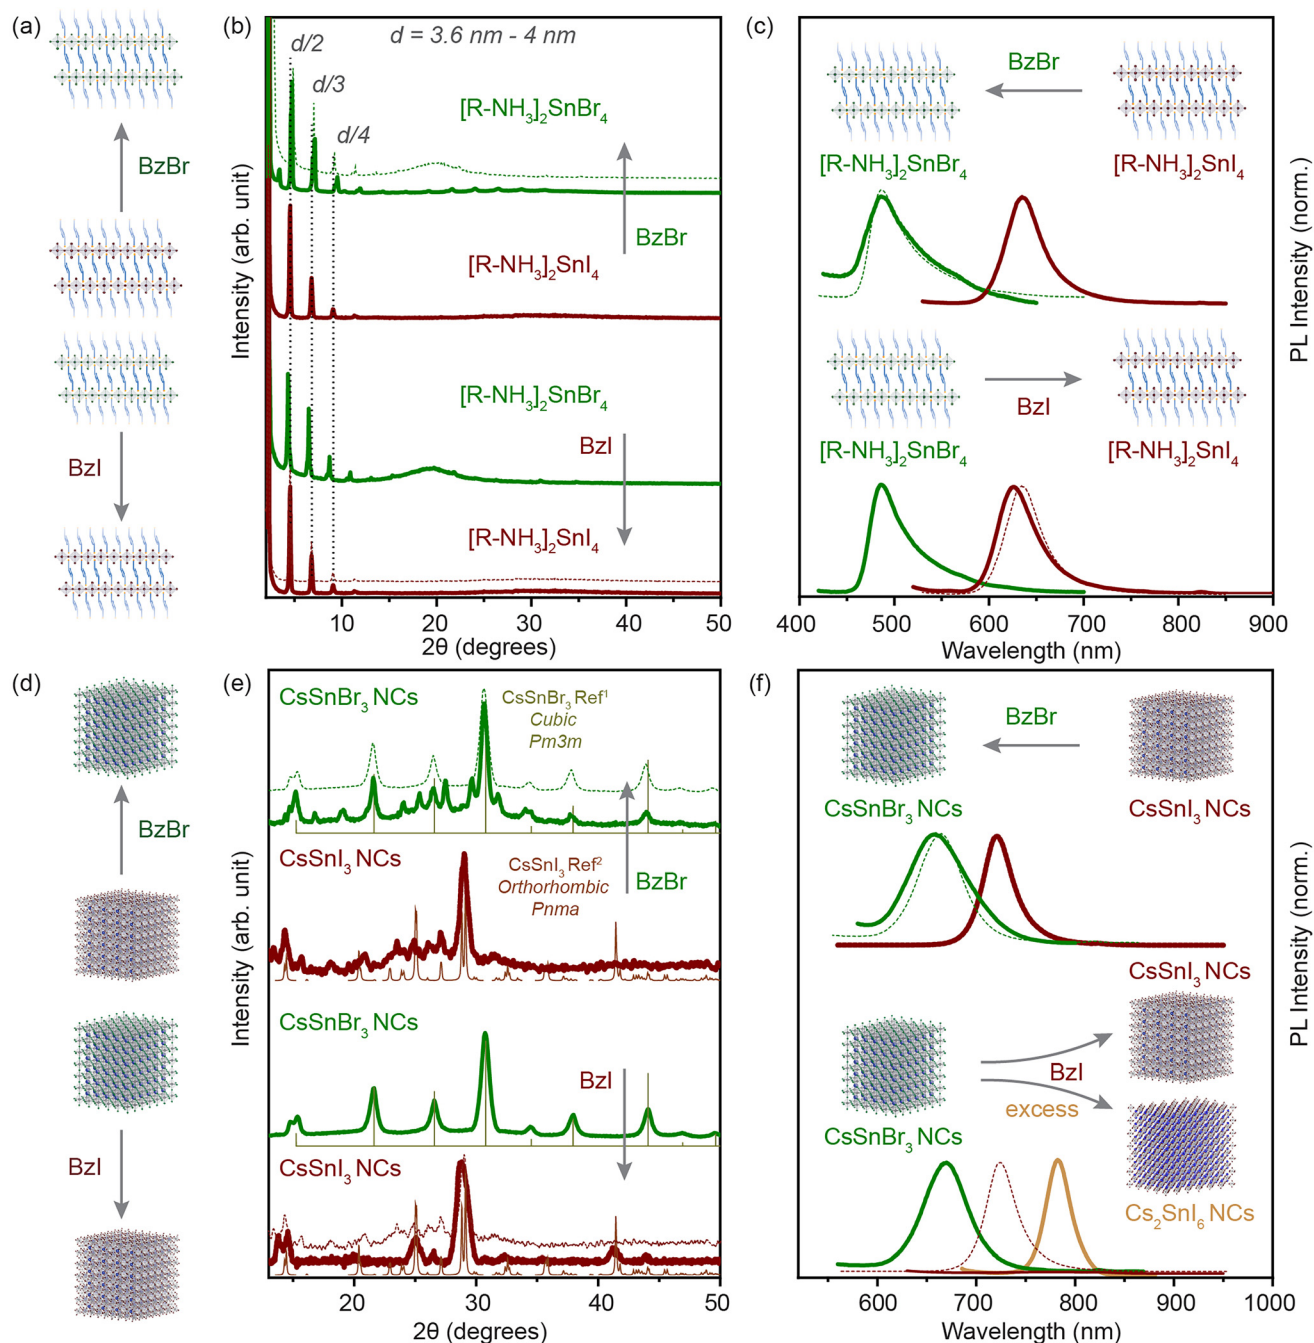 (a)
BzBr
BzI
(b)
d = 3.6 nm - 4 nm
d/2
d/3
d/4
[R-NH₃]₂SnBr₄
BzBr
[R-NH₃]₂SnI₄
[R-NH₃]₂SnBr₄
BzI
[R-NH₃]₂SnI₄
Intensity (arb. unit)
10 20 30 40 50
2θ (degrees)
(c)
BzBr
[R-NH₃]₂SnBr₄ [R-NH₃]₂SnI₄
BzI
[R-NH₃]₂SnBr₄ [R-NH₃]₂SnI₄
PL Intensity (norm.)
400 500 600 700 800 900
Wavelength (nm)
(d)
BzBr
BzI
(e)
CsSnBr₃ NCs
CsSnBr₃ Ref¹
Cubic
Pm3m
BzBr
CsSnI₃ NCs
CsSnI₃ Ref²
Orthorhombic
Pnma
CsSnBr₃ NCs
BzI
CsSnI₃ NCs
Intensity (arb. unit)
20 30 40 50
2θ (degrees)
(f)
BzBr
CsSnBr₃ NCs CsSnI₃ NCs
CsSnI₃ NCs
BzI
excess
CsSnBr₃ NCs
Cs₂SnI₆ NCs
PL Intensity (norm.)
600 700 800 900 1000
Wavelength (nm)